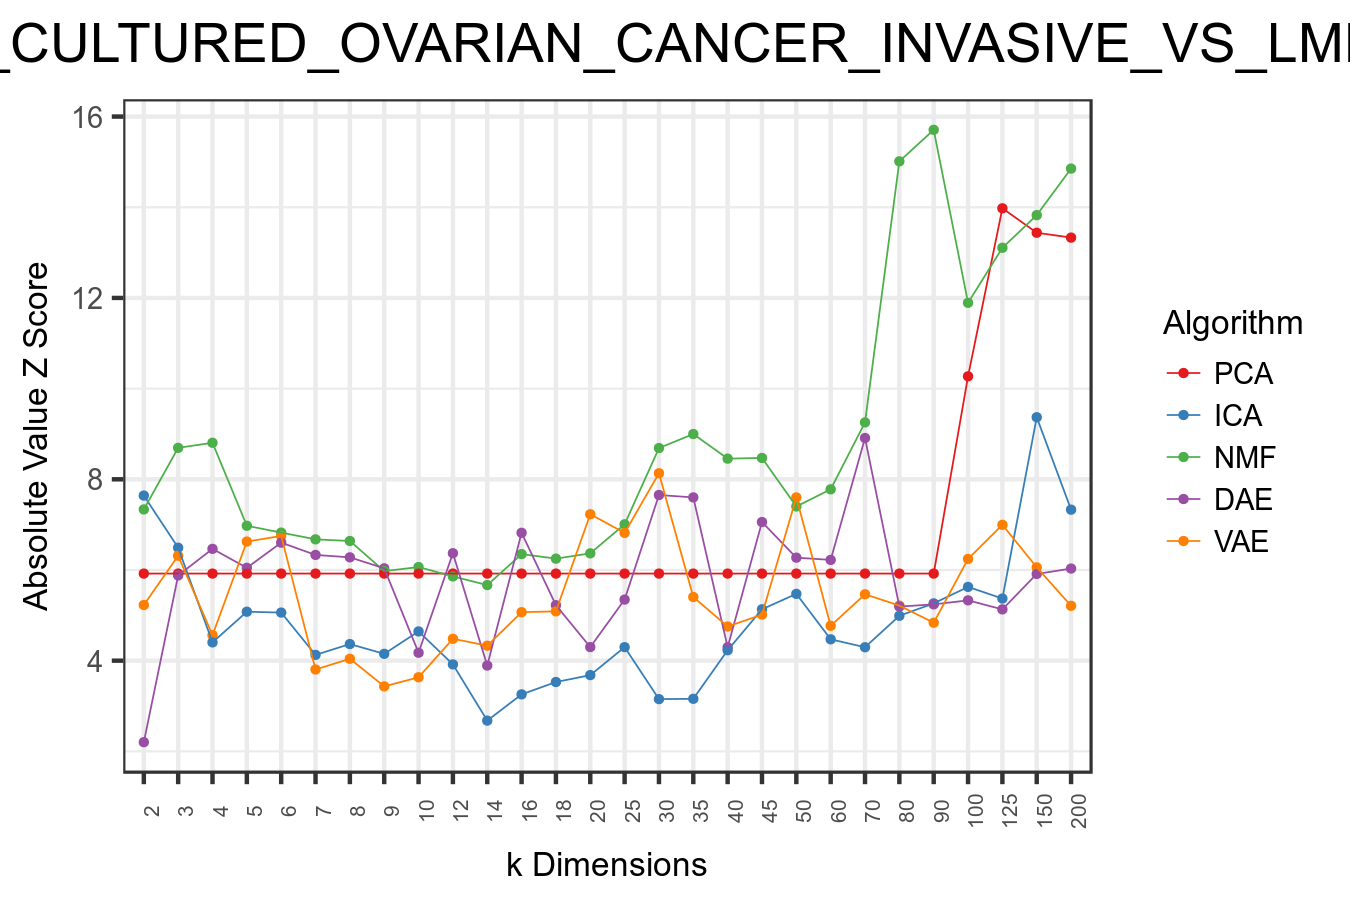 _CULTURED_OVARIAN_CANCER_INVASIVE_VS_LM
16
12
8
4
Absolute Value Z Score
2 3 4 5 6 7 8 9 10 12 14 16 18 20 25 30 35 40 45 50 60 70 80 90 100 125 150 200
k Dimensions
Algorithm
PCA
ICA
NMF
DAE
VAE